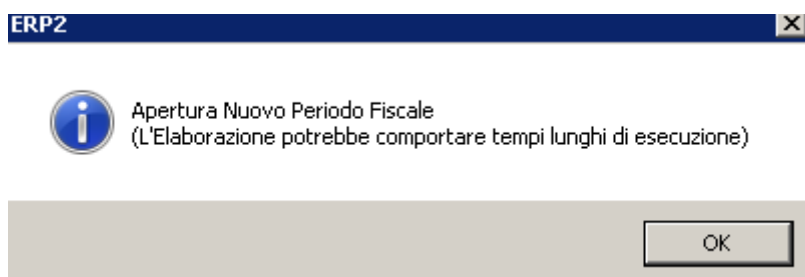 ERP2
Apertura Nuovo Periodo Fiscale
(L'Elaborazione potrebbe comportare tempi lunghi di esecuzione)
OK